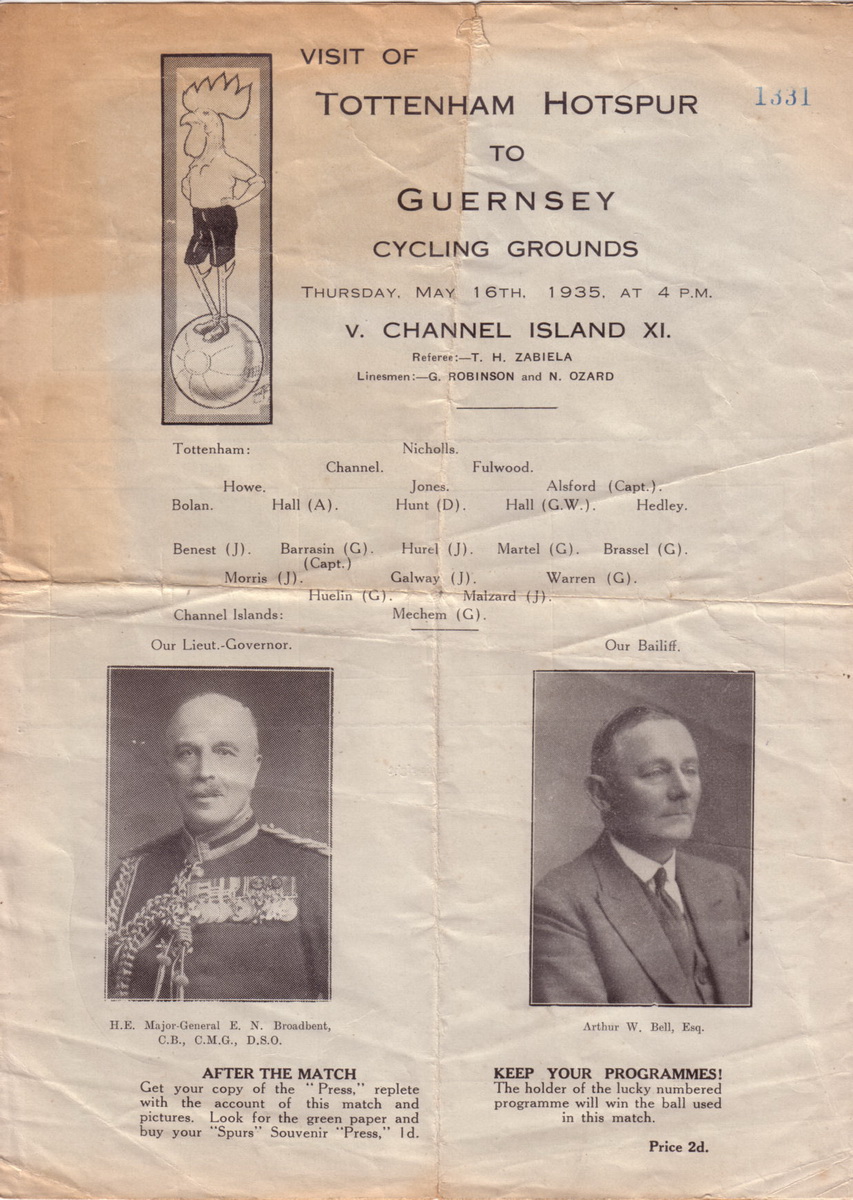 VISIT OF
TOTTENHAM HOTSPUR
1331
TO
GUERNSEY
CYCLING GROUNDS
THURSDAY, MAY 16TH, 1935, AT 4 P.M.
v. CHANNEL ISLAND XI.
Referee:—T. H. ZABIELA
Linesmen:—G. ROBINSON and N. OZARD
Tottenham: Nicholls.
Channel. Fulwood.
Howe. Jones. Alsford (Capt.).
Bolan. Hall (A). Hunt (D). Hall (G.W.). Hedley.
Benest (J). Barrasin (G). Hurel (J). Martel (G). Brassel (G).
(Capt.)
Morris (J). Galway (J). Warren (G).
Huelin (G). Malzard (J).
Channel Islands: Mechem (G).
Our Lieut.-Governor. Our Bailiff.
H.E. Major-General E. N. Broadbent,
C.B., C.M.G., D.S.O.
Arthur W. Bell, Esq.
AFTER THE MATCH
Get your copy of the "Press," replete
with the account of this match and
pictures. Look for the green paper and
buy your "Spurs" Souvenir "Press," 1d.
KEEP YOUR PROGRAMMES!
The holder of the lucky numbered
programme will win the ball used
in this match.
Price 2d.